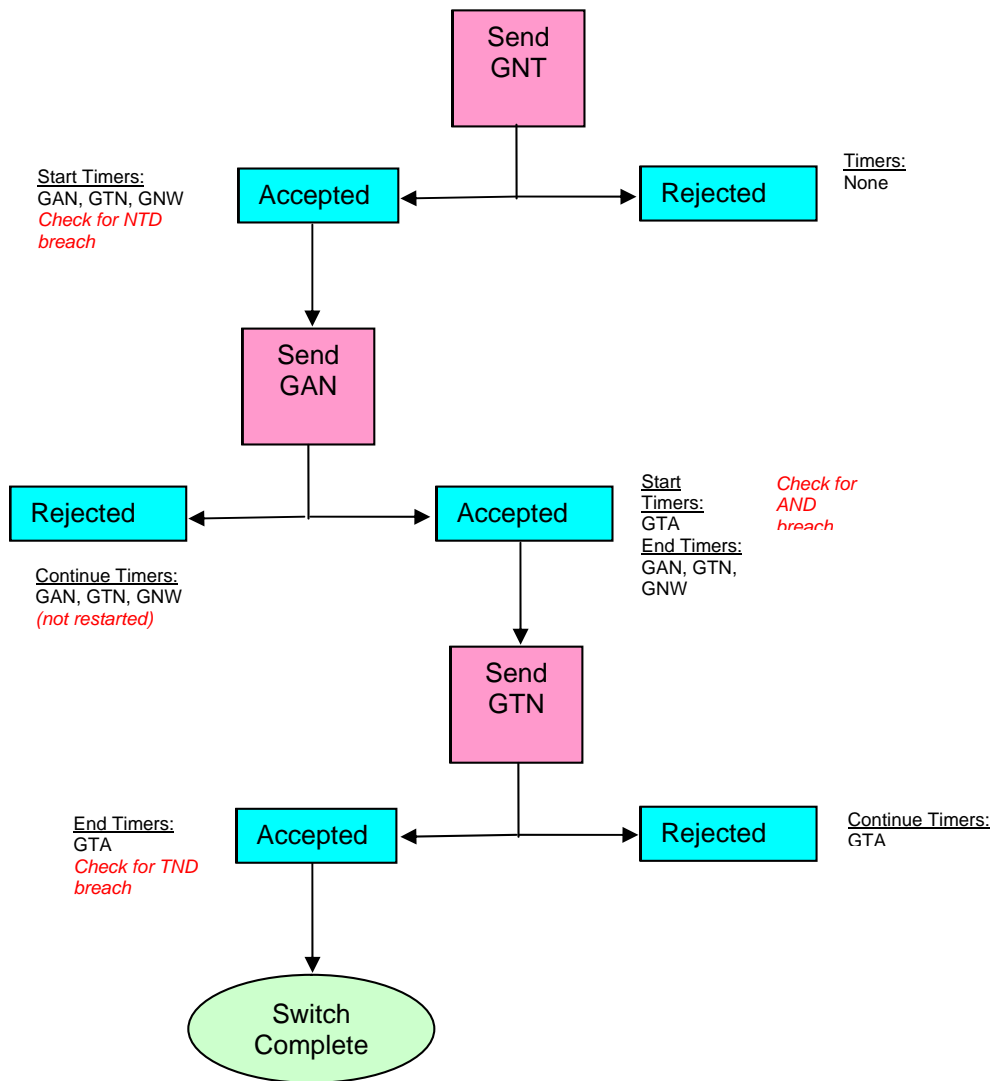 Send
GNT
Start Timers:
GAN, GTN, GNW
Check for NTD
breach
Accepted
Rejected
Timers:
None
Send
GAN
Rejected
Accepted
Start
Timers:
GTA
End Timers:
GAN, GTN,
GNW
Check for
AND
breach
Continue Timers:
GAN, GTN, GNW
(not restarted)
Send
GTN
End Timers:
GTA
Check for TND
breach
Accepted
Rejected
Continue Timers:
GTA
Switch
Complete